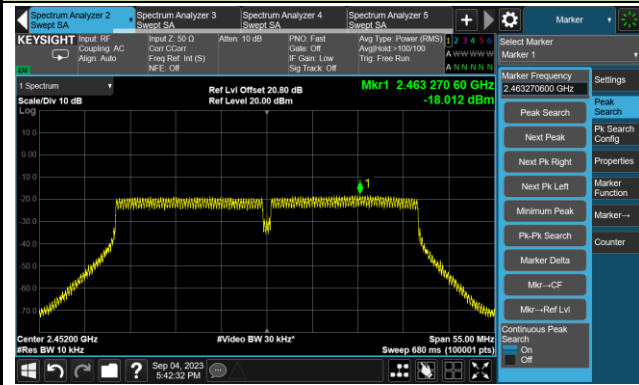 Spectrum Analyzer 2
Swept SA
Spectrum Analyzer 3
Swept SA
Spectrum Analyzer 4
Swept SA
Spectrum Analyzer 5
Swept SA
+
Marker
KEYSIGHT
Input: RF
Coupling: AC
Align: Auto
Input Z: 50 Ω
Corr CCorr
Freq Ref: Int (S)
NFE: Off
Atten: 10 dB
PNO: Fast
Gate: Off
IF Gain: Low
Sig Track: Off
Avg Type: Power (RMS)
Avg|Hold:>100/100
Trig: Free Run
1 2 3 4 5 6
A W W W W W
A N N N N N
LXI
Select Marker
Marker 1
1 Spectrum
Scale/Div 10 dB
Log
Ref Lvl Offset 20.80 dB
Ref Level 20.00 dBm
Mkr1 2.463 270 60 GHz
-18.012 dBm
10.0
0.00
-10.0
-20.0
-30.0
-40.0
-50.0
-60.0
-70.0
1
Center 2.45200 GHz
#Res BW 10 kHz
#Video BW 30 kHz*
Span 55.00 MHz
Sweep 680 ms (100001 pts)
Marker Frequency
2.463270600 GHz
Peak Search
Next Peak
Next Pk Right
Next Pk Left
Minimum Peak
Pk-Pk Search
Marker Delta
Mkr→CF
Mkr→Ref Lvl
Continuous Peak
Search
On
Off
Settings
Peak
Search
Pk Search
Config
Properties
Marker
Function
Marker→
Counter
?
Sep 04, 2023
5:42:32 PM